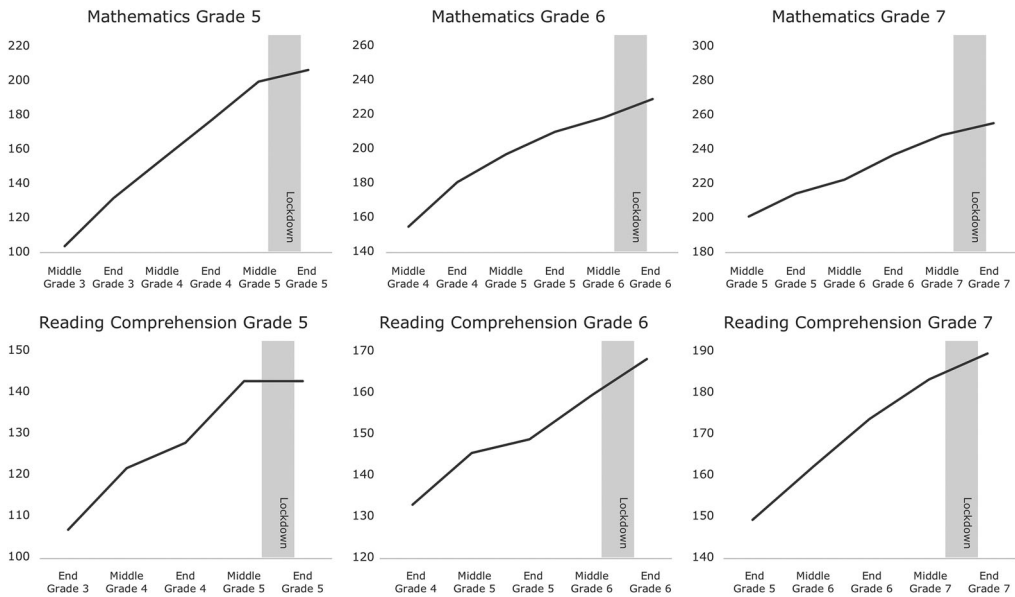 Mathematics Grade 5
220
200
180
160
140
120
100
Lockdown
Middle Grade 3
End Grade 3
Middle Grade 4
End Grade 4
Middle Grade 5
End Grade 5
Mathematics Grade 6
260
240
220
200
180
160
140
Lockdown
Middle Grade 4
End Grade 4
Middle Grade 5
End Grade 5
Middle Grade 6
End Grade 6
Mathematics Grade 7
300
280
260
240
220
200
180
Lockdown
Middle Grade 5
End Grade 5
Middle Grade 6
End Grade 6
Middle Grade 7
End Grade 7
Reading Comprehension Grade 5
150
140
130
120
110
100
Lockdown
End Grade 3
Middle Grade 4
End Grade 4
Middle Grade 5
End Grade 5
Reading Comprehension Grade 6
170
160
150
140
130
120
Lockdown
End Grade 4
Middle Grade 5
End Grade 5
Middle Grade 6
End Grade 6
Reading Comprehension Grade 7
190
180
170
160
150
140
Lockdown
End Grade 5
Middle Grade 6
End Grade 6
Middle Grade 7
End Grade 7